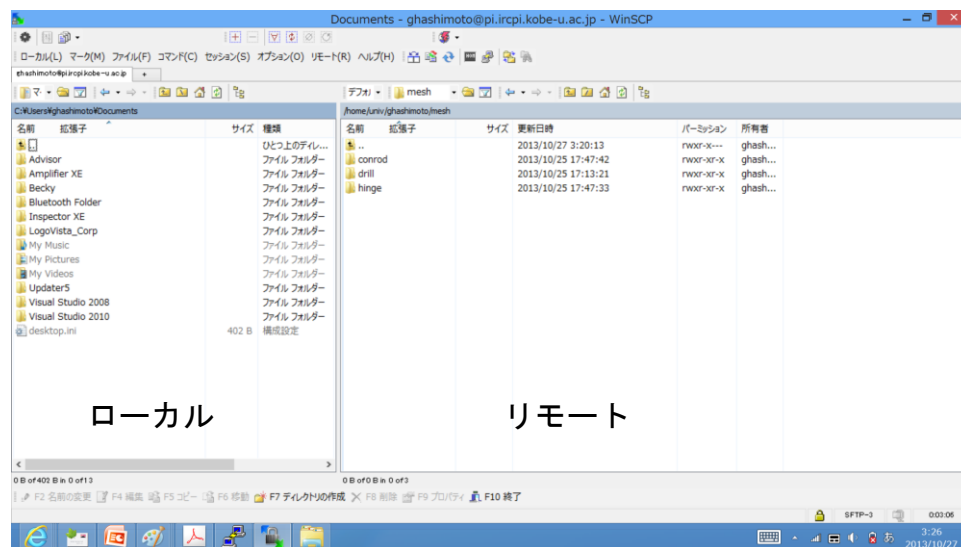 Documents - ghashimoto@pi.ircpi.kobe-u.ac.jp - WinSCP
ローカル(L) マーク(M) ファイル(F) コマンド(C) セッション(S) オプション(O) リモート(R) ヘルプ(H)
ghashimoto@pi.ircpi.kobe-u.ac.jp
マ- デフォ mesh
C:¥Users¥ghashimoto¥Documents /home/univ/ghashimoto/mesh
名前 拡張子 サイズ 種類 名前 拡張子 サイズ 更新日時 パーミッション 所有者
.. ひとつ上のディレ... .. 2013/10/27 3:20:13 rwxr-x--- ghash...
Advisor ファイル フォルダー conrod 2013/10/25 17:47:42 rwxr-xr-x ghash...
Amplifier XE ファイル フォルダー drill 2013/10/25 17:13:21 rwxr-xr-x ghash...
Becky ファイル フォルダー hinge 2013/10/25 17:47:33 rwxr-xr-x ghash...
Bluetooth Folder ファイル フォルダー
Inspector XE ファイル フォルダー
LogoVista_Corp ファイル フォルダー
My Music ファイル フォルダー
My Pictures ファイル フォルダー
My Videos ファイル フォルダー
Updater5 ファイル フォルダー
Visual Studio 2008 ファイル フォルダー
Visual Studio 2010 ファイル フォルダー
desktop.ini 402 B 構成設定
ローカル リモート
0 B of 402 B in 0 of 13 0 B of 0 B in 0 of 3
F2 名前の変更 F4 編集 F5 コピー F6 移動 F7 ディレクトリの作成 F8 削除 F9 プロパティ F10 終了
SFTP-3 0:03:06
あ 3:26
2013/10/27